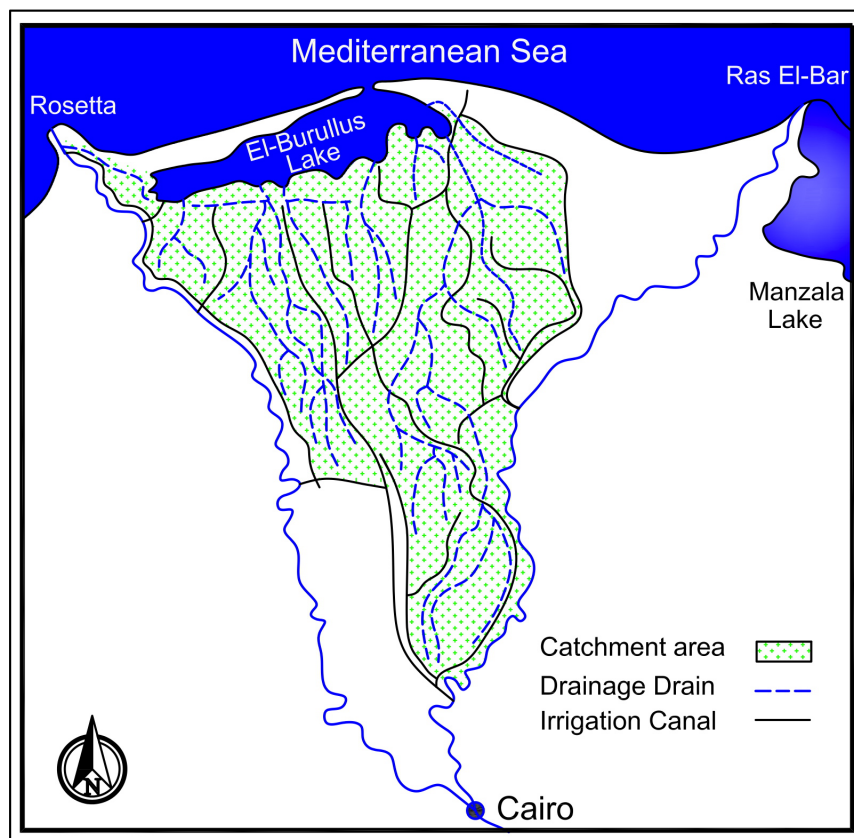 Mediterranean Sea
Ras El-Bar
Rosetta
El-Burullus
Lake
Manzala
Lake
Catchment area
Drainage Drain
Irrigation Canal
N
Cairo